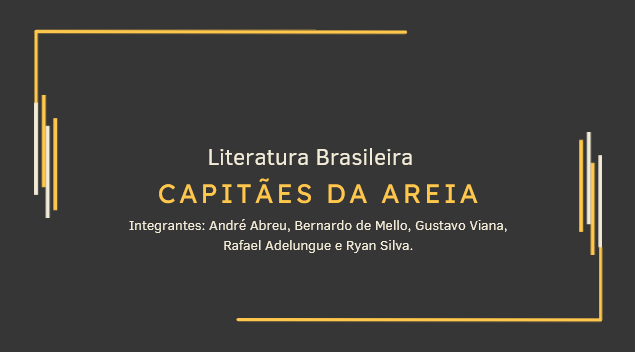 Literatura Brasileira
CAPITÃES DA AREIA
Integrantes: André Abreu, Bernardo de Mello, Gustavo Viana,
Rafael Adelungue e Ryan Silva.